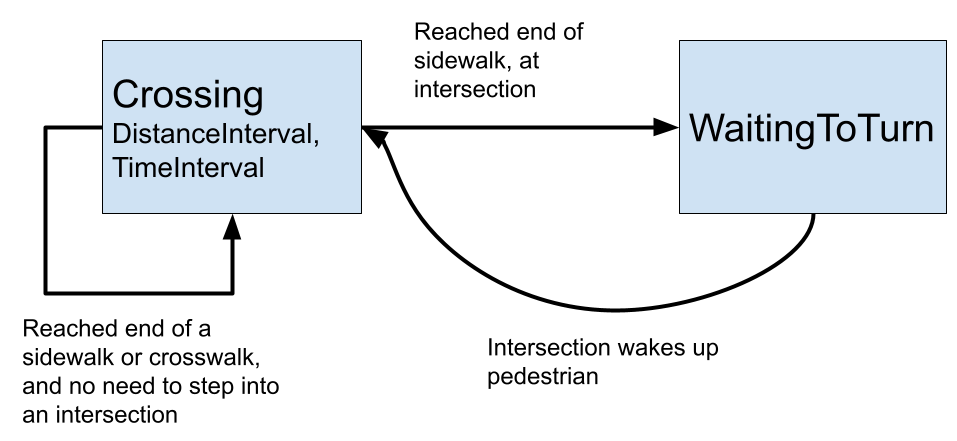 Reached end of
sidewalk, at
intersection
Crossing
DistanceInterval,
TimeInterval
WaitingToTurn
Reached end of a
sidewalk or crosswalk,
and no need to step into
an intersection
Intersection wakes up
pedestrian